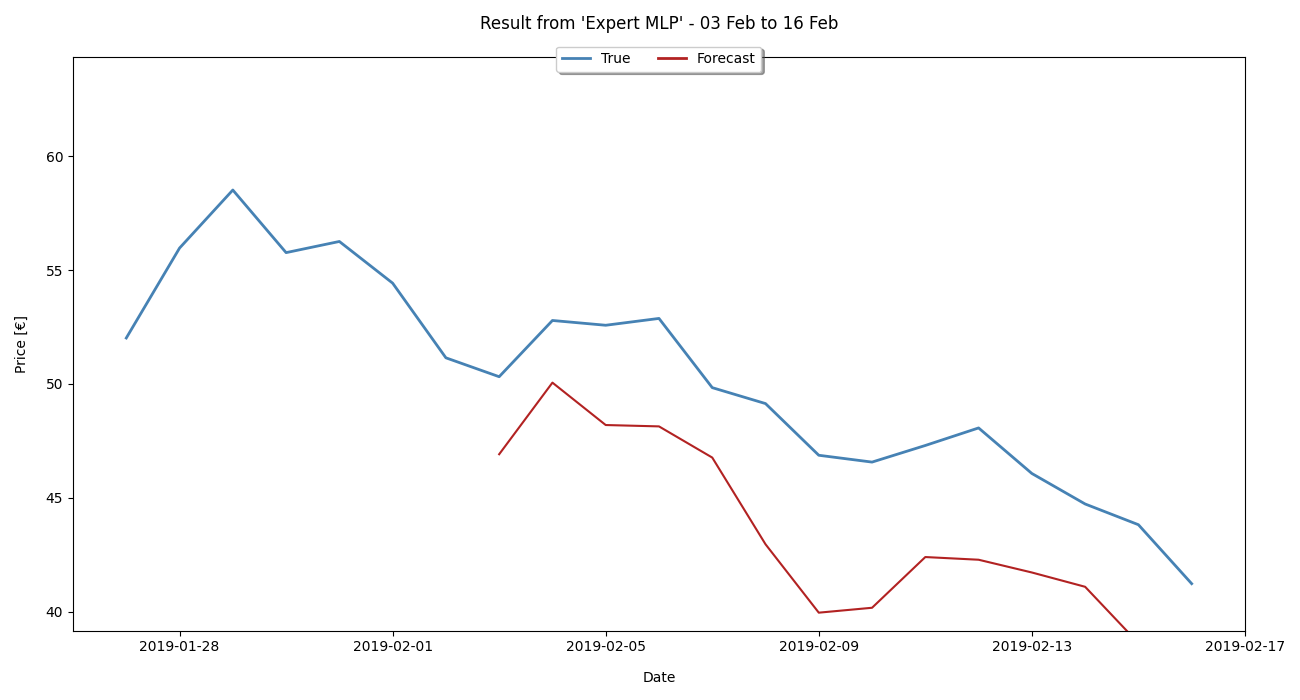 Result from 'Expert MLP' - 03 Feb to 16 Feb
True Forecast
60
55
50
45
40
Price [€]
2019-01-28 2019-02-01 2019-02-05 2019-02-09 2019-02-13 2019-02-17
Date